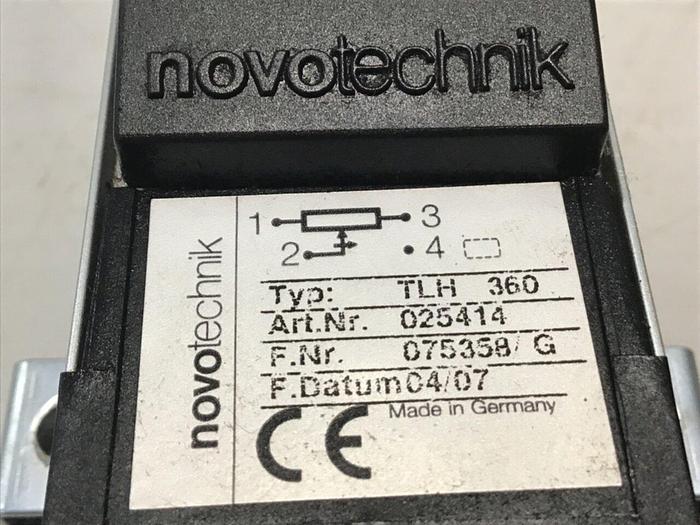 novotechnik
novotechnik
1 3
2 4
Typ: TLH 360
Art.Nr. 025414
F.Nr. 075358/ G
F.Datum 04/07
Made in Germany
CE